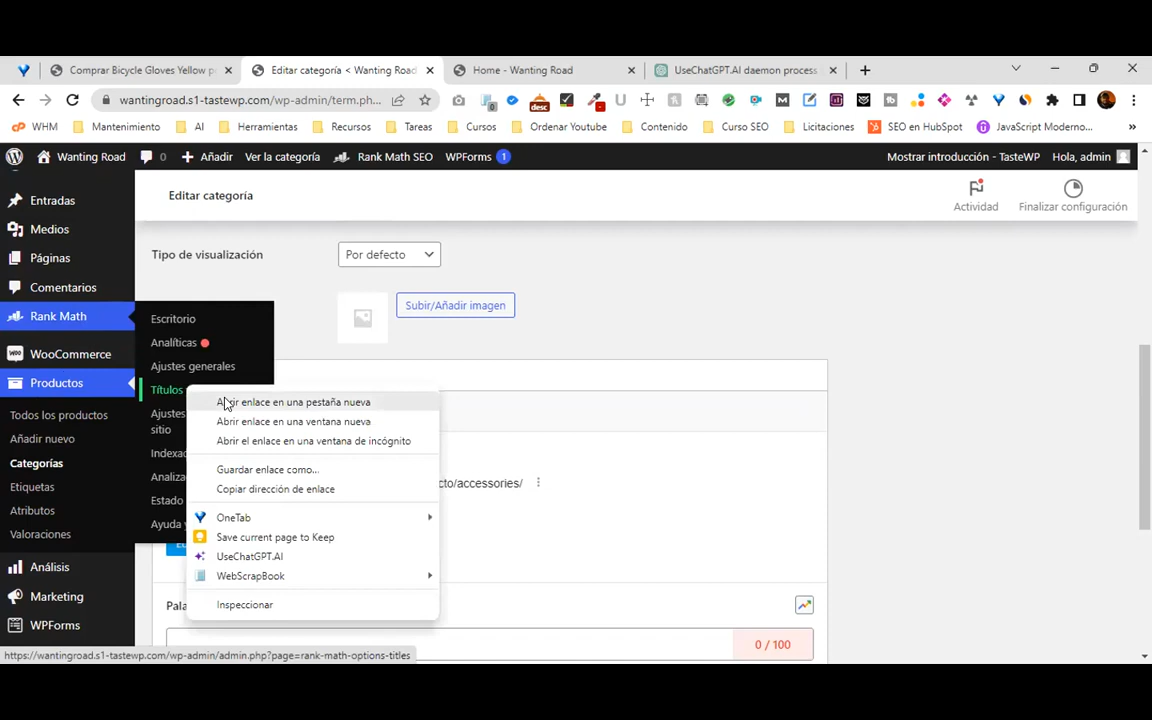 Comprar Bicycle Gloves Yellow p
Editar categoría < Wanting Road
Home - Wanting Road
UseChatGPT.AI daemon process
wantingroad.s1-tastewp.com/wp-admin/term.ph...
0
desc
WHM
Mantenimiento
AI
Herramientas
Recursos
Tareas
Cursos
Ordenar Youtube
Contenido
Curso SEO
Licitaciones
SEO en HubSpot
JavaScript Moderno...
»
Wanting Road
0
Añadir
Ver la categoría
Rank Math SEO
WPForms 1
Mostrar introducción - TasteWP
Hola, admin
Entradas
Medios
Páginas
Comentarios
Rank Math
WooCommerce
Productos
Todos los productos
Añadir nuevo
Categorías
Etiquetas
Atributos
Valoraciones
Análisis
Marketing
WPForms
Escritorio
Analíticas
Ajustes generales
Títulos
Ajustes
sitio
Indexac
Analiza
Estado
Ayuda y
Editar categoría
Actividad
Finalizar configuración
Tipo de visualización
Por defecto
Subir/Añadir imagen
Abrir enlace en una pestaña nueva
Abrir enlace en una ventana nueva
Abrir el enlace en una ventana de incógnito
Guardar enlace como...
Copiar dirección de enlace
OneTab
Save current page to Keep
UseChatGPT.AI
WebScrapBook
Inspeccionar
cto/accessories/
Pala
0 / 100
https://wantingroad.s1-tastewp.com/wp-admin/admin.php?page=rank-math-options-titles